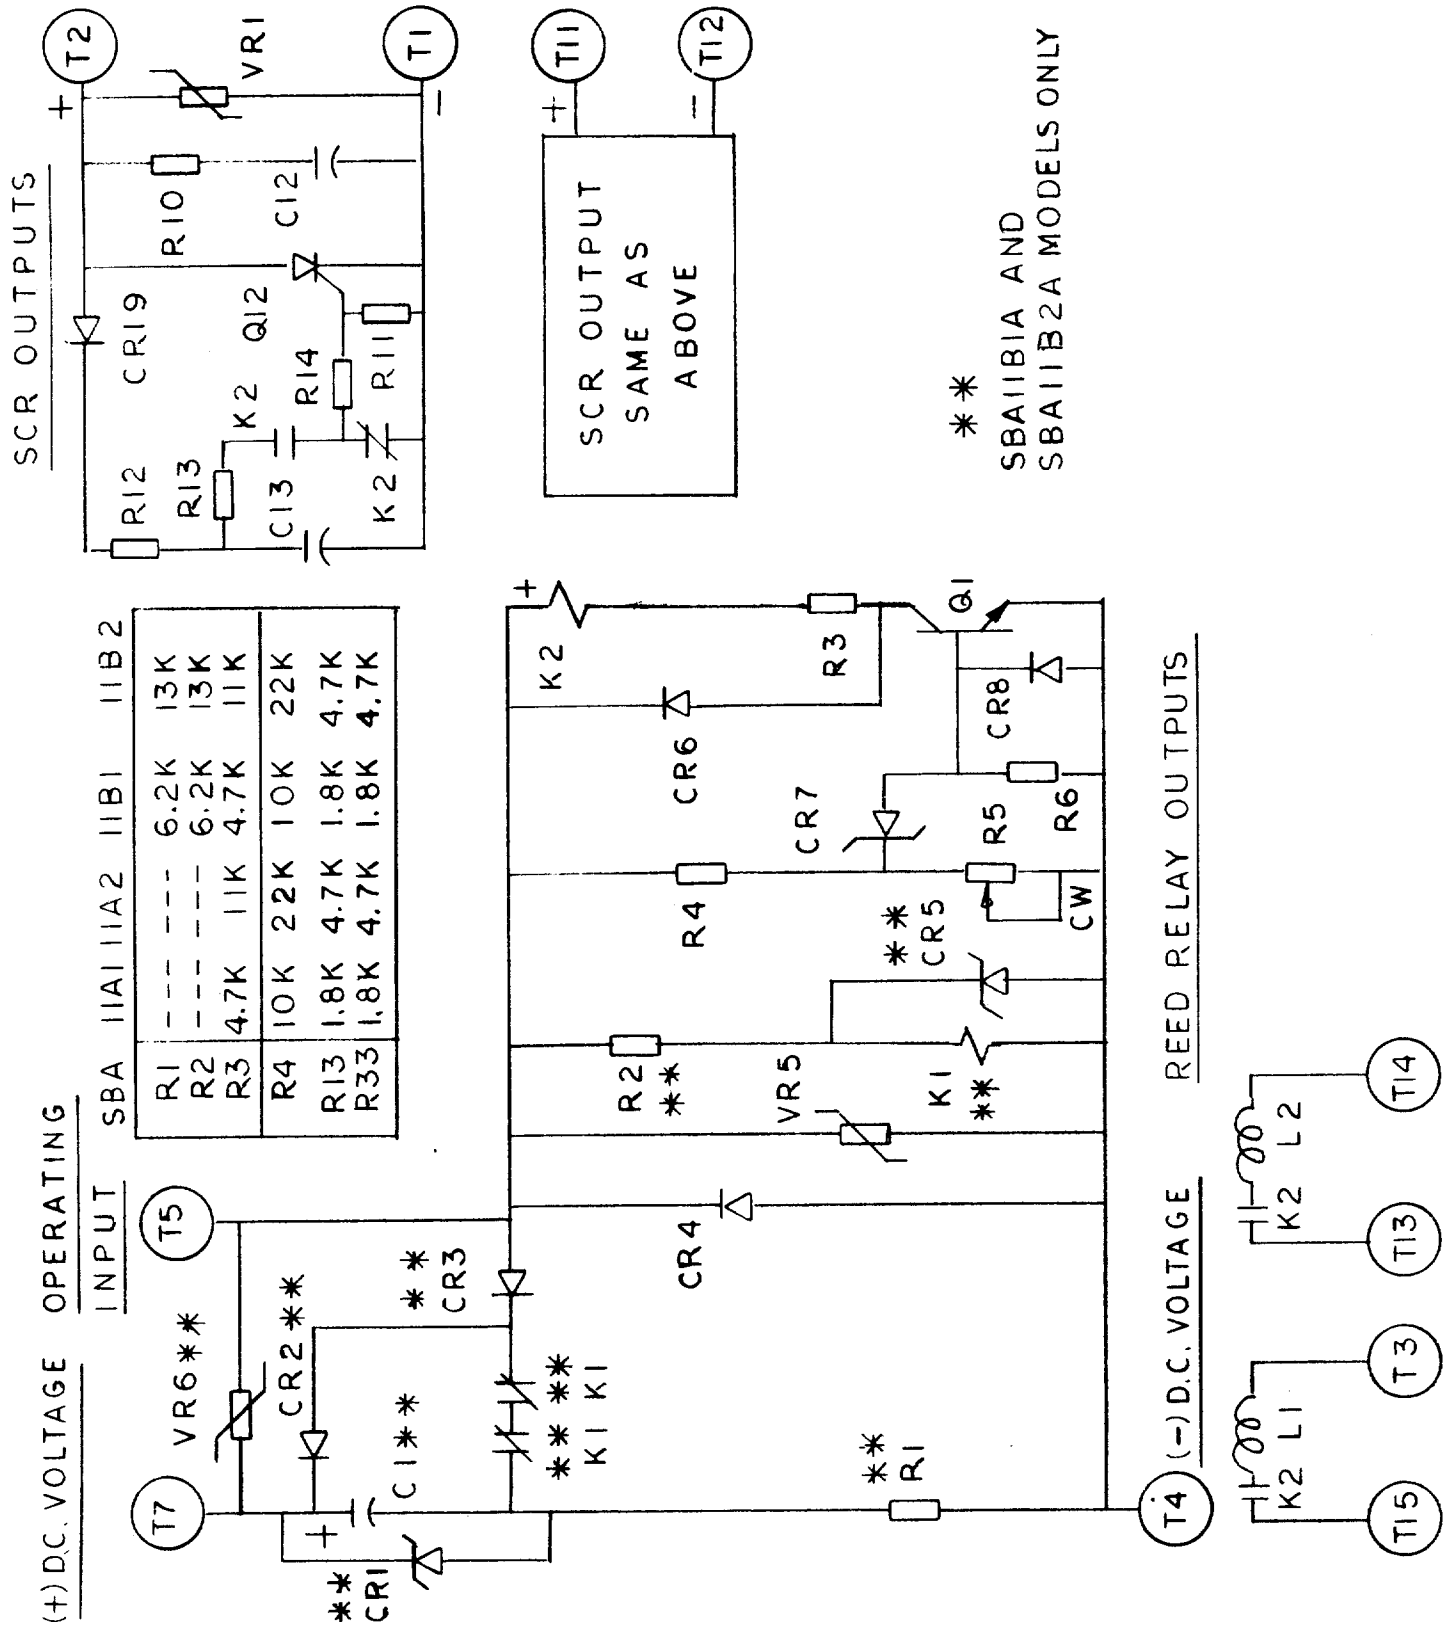 (+) D.C. VOLTAGE
OPERATING
INPUT
T7
T5
VR6**
CR2**
**
CR3
C1**
**
CR1
** **
K1 K1
**
R1
CR4
T4
(-) D.C. VOLTAGE
SBA 11A1 11A2 11B1 11B2
R1 ---- ---- 6.2K 13K
R2 ---- ---- 6.2K 13K
R3 4.7K 11K 4.7K 11K
R4 10K 22K 10K 22K
R13 1.8K 4.7K 1.8K 4.7K
R33 1.8K 4.7K 1.8K 4.7K
R2
**
VR5
K1
**
**
CR5
R4
CR7
R5
CW
R6
CR6
CR8
K2
+
R3
Q1
SCR OUTPUTS
T2
+
VR1
T1
-
R10
C12
CR19
Q12
R14
R11
K2
R12
R13
C13
K2
T11
+
T12
-
SCR OUTPUT
SAME AS
ABOVE
**
SBA11B1A AND
SBA11B2A MODELS ONLY
REED RELAY OUTPUTS
K2 L1
T15
T3
K2 L2
T13
T14
+